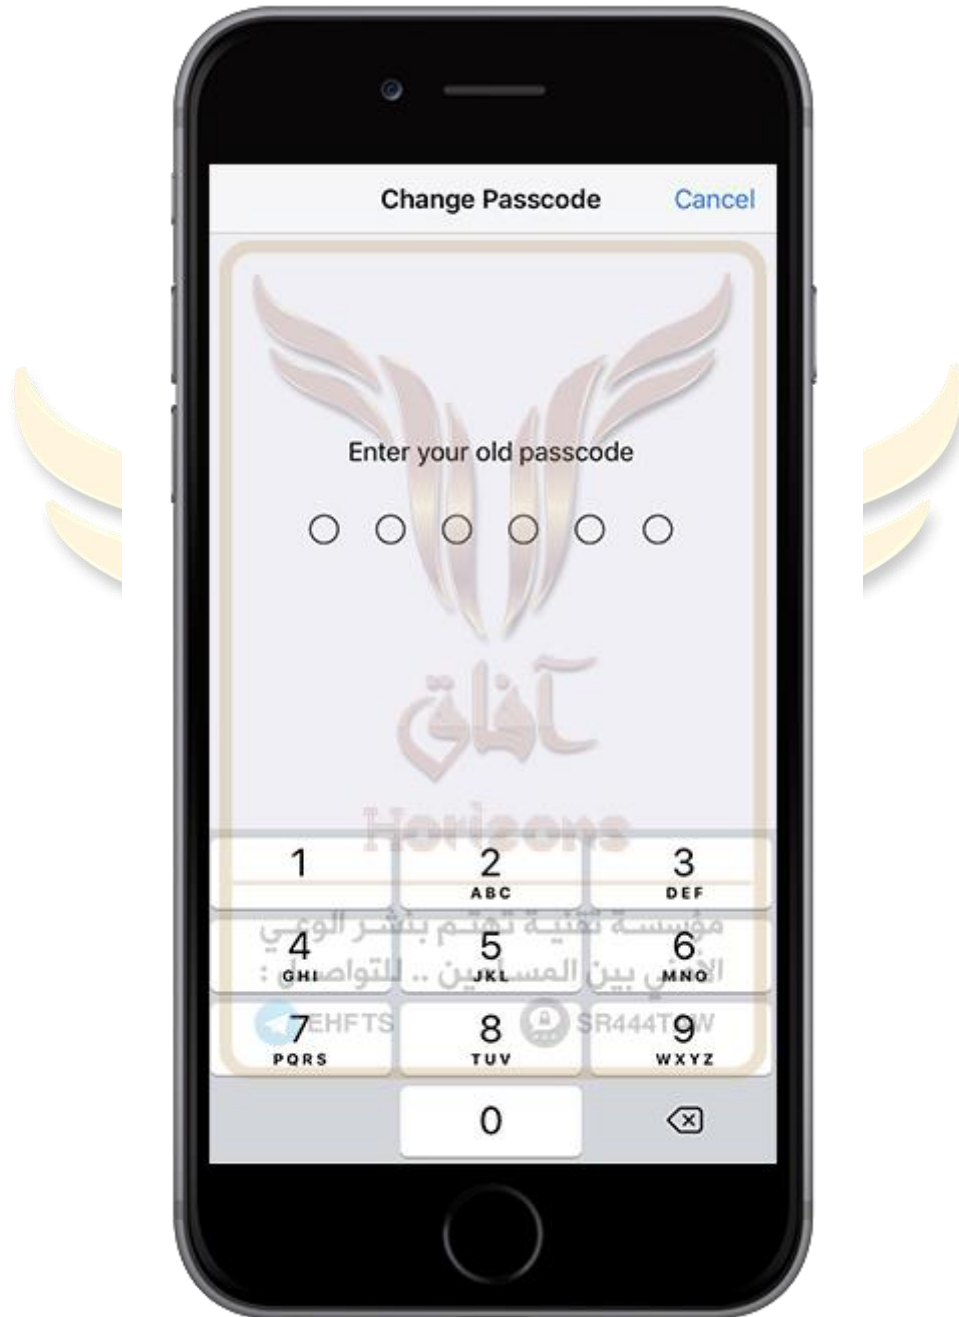 Change Passcode Cancel
Enter your old passcode
آفاق
Horizons
1 2 3
ABC DEF
مؤسسة تقنية تهتم بنشر الوعي
4 5 6
GHI JKL MNO
الأمني بين المسلمين .. للتواصل :
7 8 9
EHFTS
PQRS TUV WXYZ
0